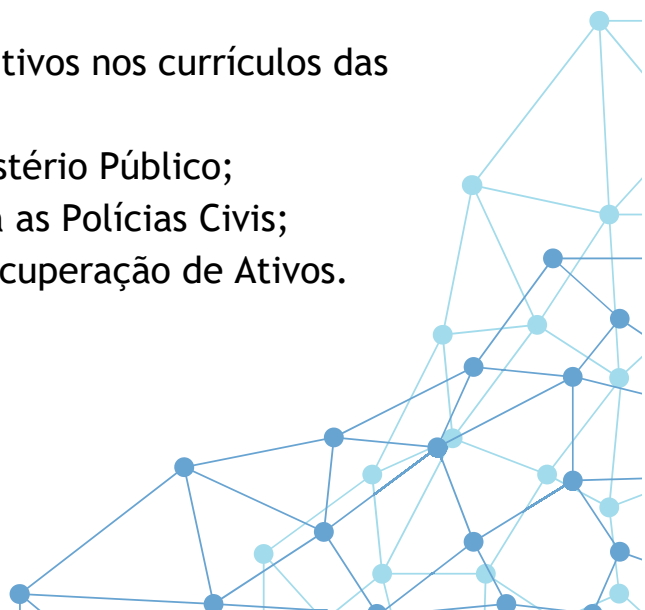 tivos nos currículos das
stério Público;
a as Polícias Civis;
cuperação de Ativos.